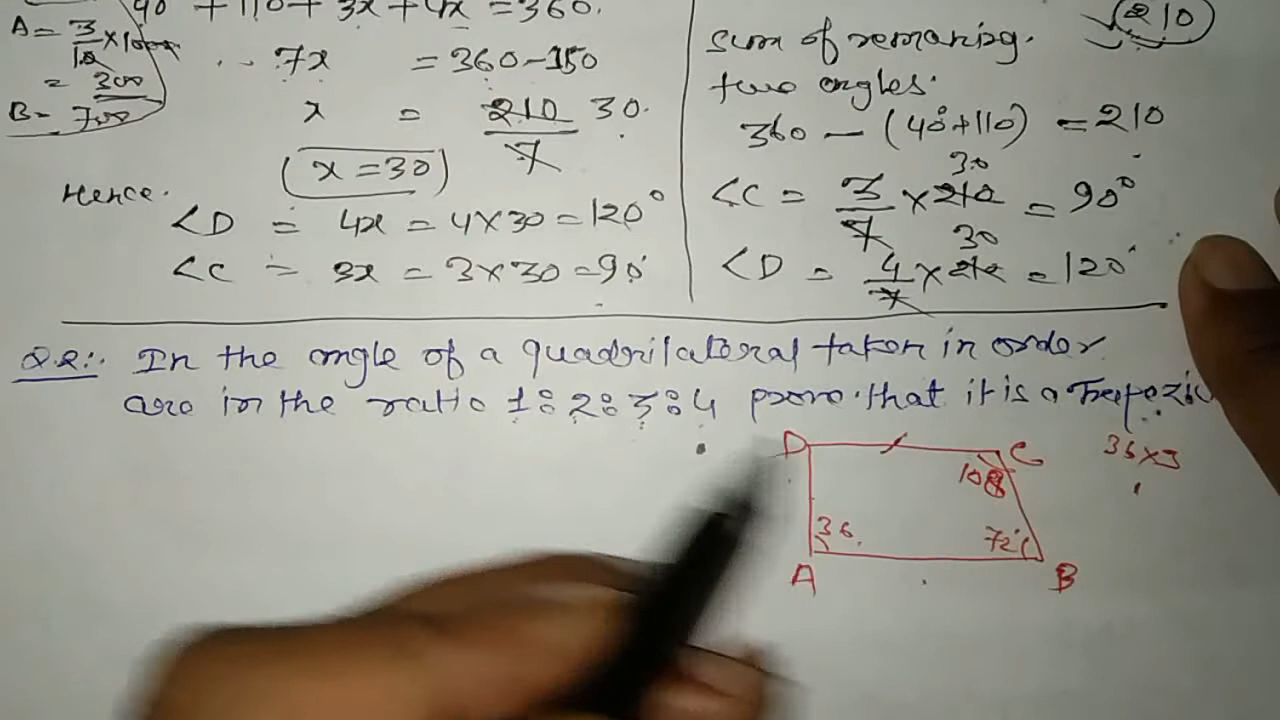 40 + 110 + 3x + 4x = 360.
A = 3/10 × 1000
= 300
B = 700
7x = 360 - 150
x = 210/7 30.
(x = 30)
Hence.
<D = 4x = 4×30 = 120°
<C = 3x = 3×30 = 90°
210
Sum of remaning.
two angles.
360 - (40° + 110) = 210
30
<C = 3/7 × 210 = 90°
30
<D = 4/7 × 210 = 120°
Q.2:. In the angle of a quadrilateral taken in order
are in the ratio 1:2:3:4 prove that it is a Trapeziu
D C 36×3
108
36. 72°
A B